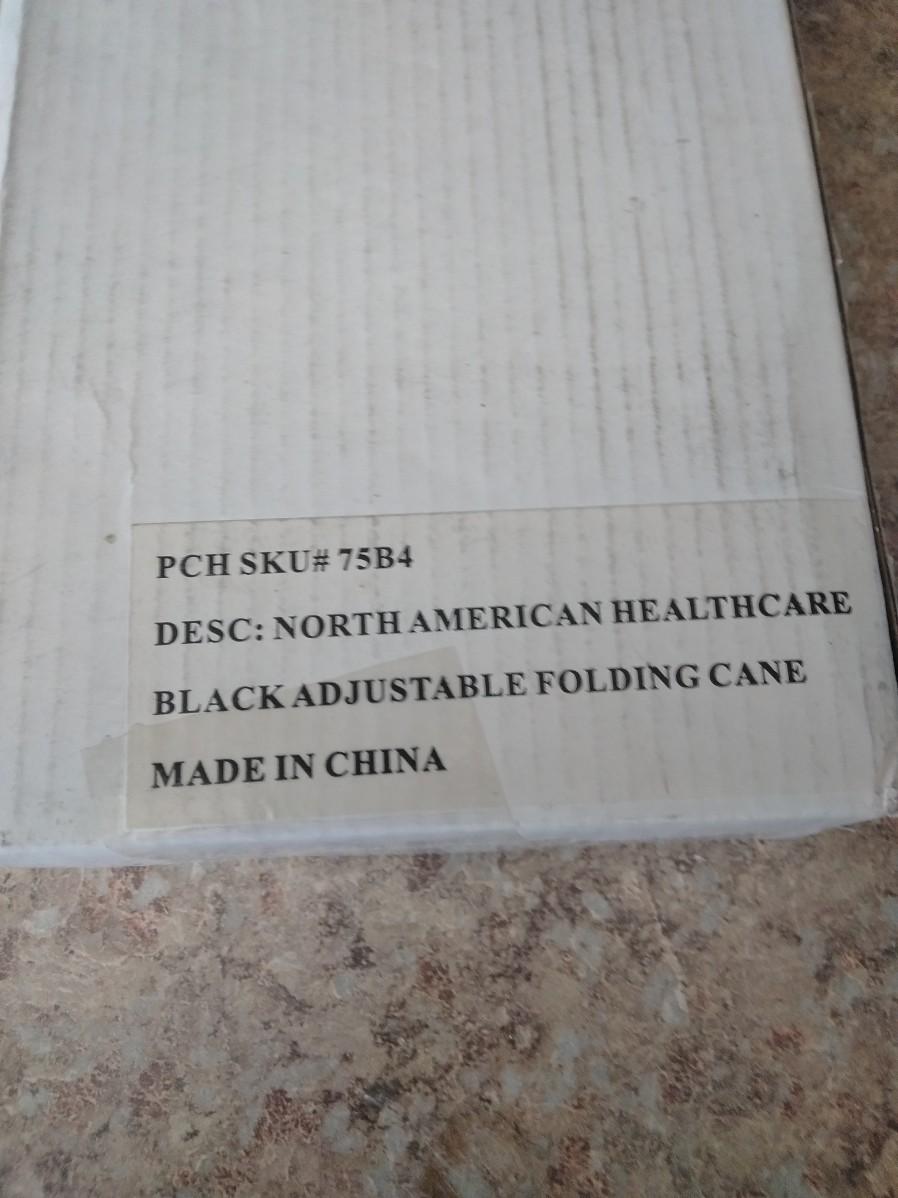 PCH SKU# 75B4
DESC: NORTH AMERICAN HEALTHCARE
BLACK ADJUSTABLE FOLDING CANE
MADE IN CHINA